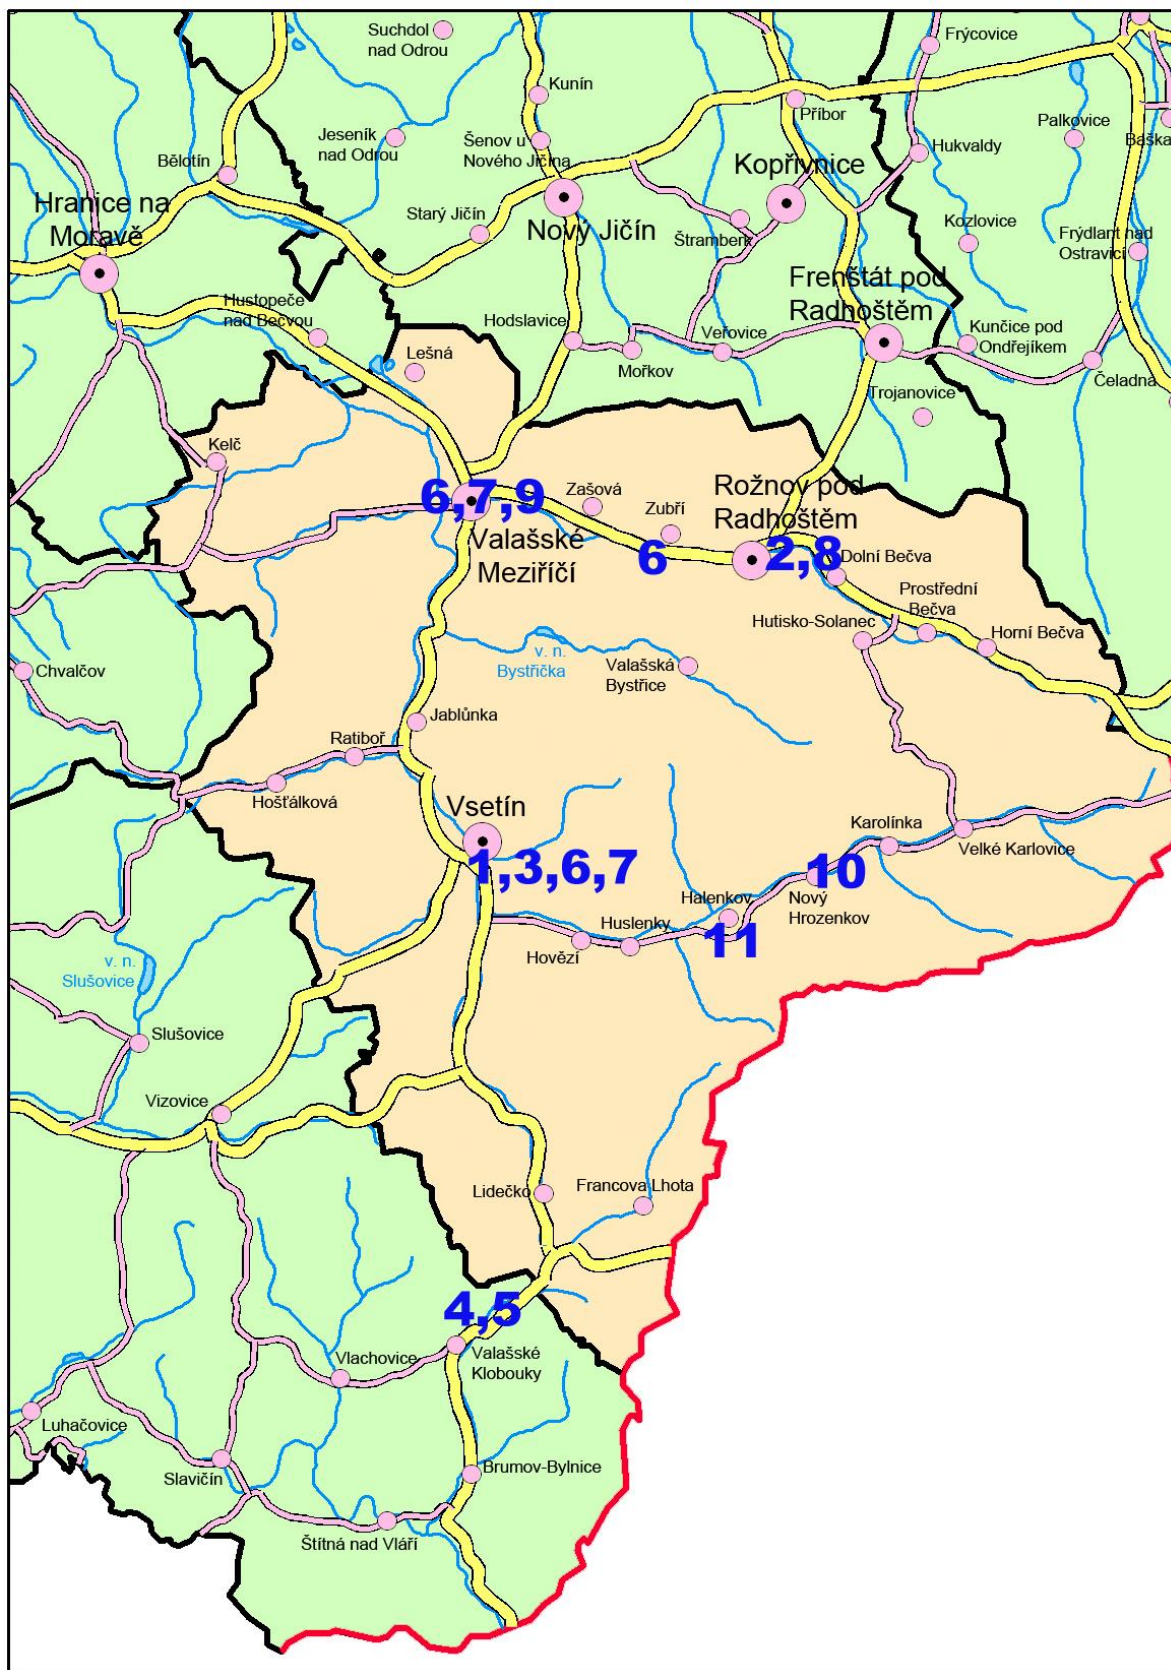 Suchdol
nad Odrou
Frýcovice
Kunín
Příbor
Palkovice
Baška
Jeseník
nad Odrou
Šenov u
Nového Jičína
Hukvaldy
Bělotín
Kopřivnice
Hranice na
Moravě
Starý Jičín
Nový Jičín
Štramberk
Kozlovice
Frýdlant nad
Ostravicí
Frenštát pod
Radhoštěm
Hustopeče
nad Bečvou
Hodslavice
Veřovice
Kunčice pod
Ondřejíkem
Lešná
Mořkov
Čeladná
Trojanovice
Kelč
6,7,9
Zašová
Rožnov pod
Radhoštěm
Zubří
Valašské
Meziříčí
6
2,8
Dolní Bečva
Prostřední
Bečva
Hutisko-Solanec
Horní Bečva
v. n.
Bystřička
Valašská
Bystřice
Chvalčov
Jablůnka
Ratiboř
Hošťálková
Vsetín
Karolínka
Velké Karlovice
1,3,6,7
10
Halenkov
Nový
Hrozenkov
Huslenky
11
Hovězí
v. n.
Slušovice
Slušovice
Vizovice
Lidečko
Francova Lhota
4,5
Valašské
Klobouky
Vlachovice
Luhačovice
Slavičín
Brumov-Bylnice
Štítná nad Vláří